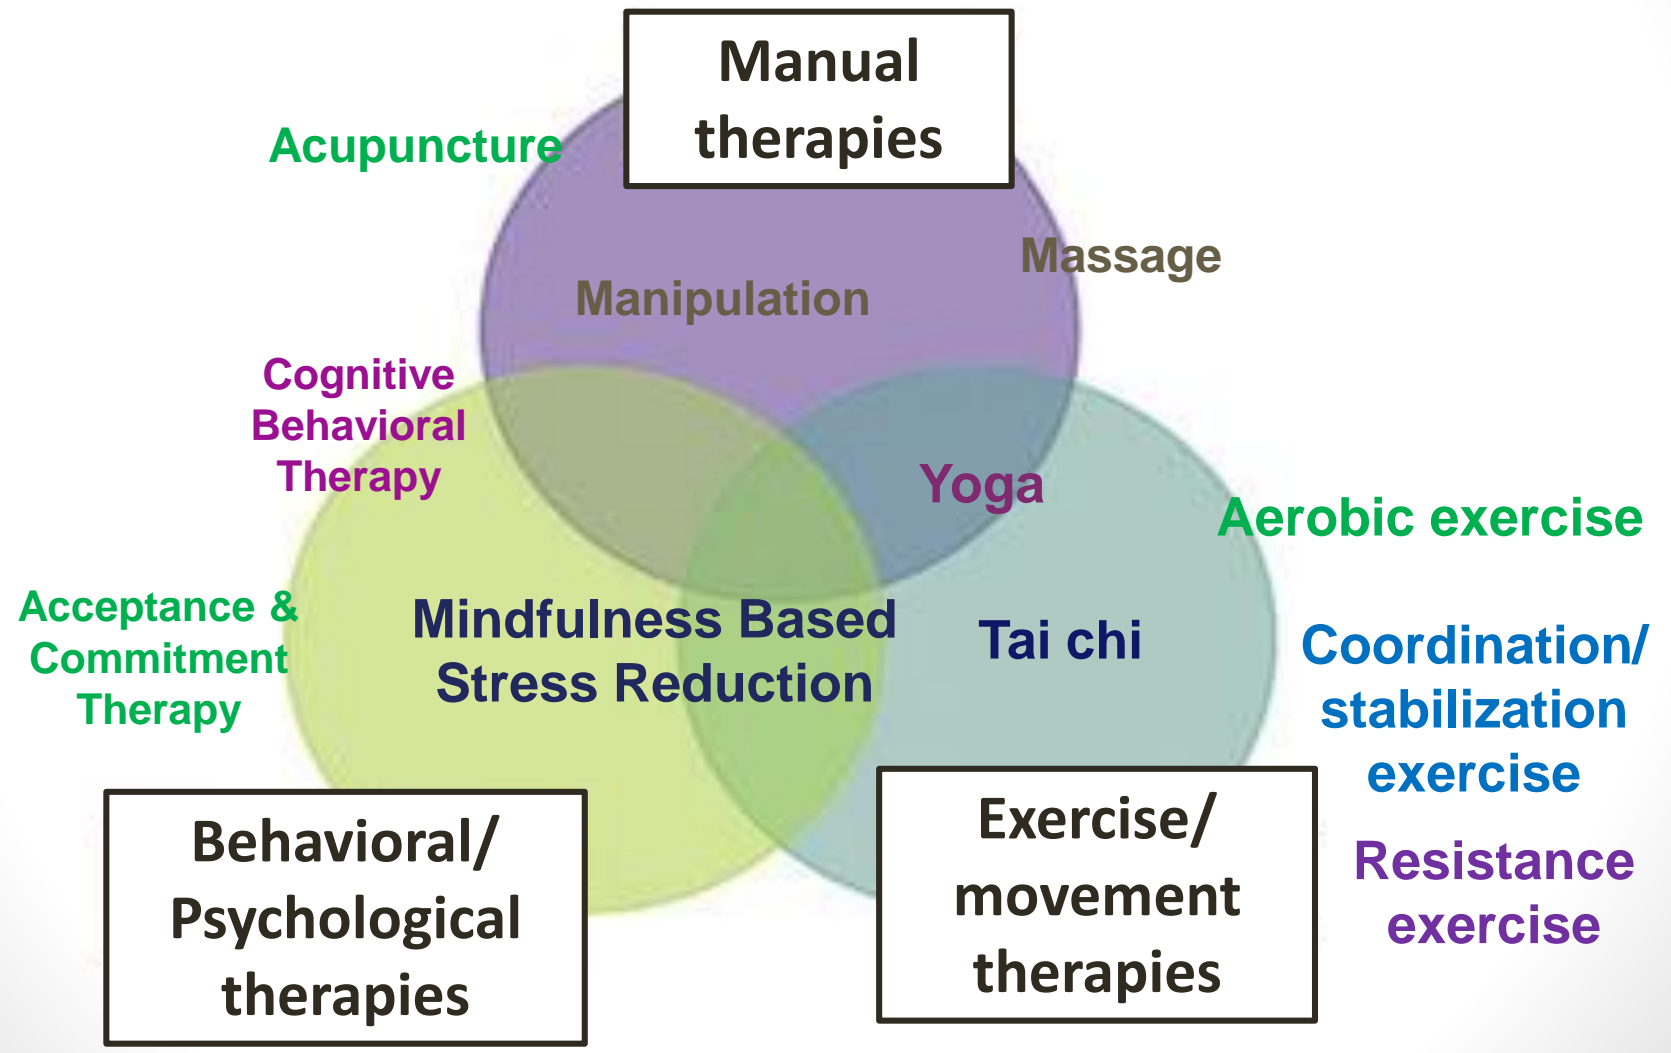 Manual
therapies
Acupuncture
Massage
Manipulation
Cognitive
Behavioral
Therapy
Yoga
Aerobic exercise
Acceptance &
Commitment
Therapy
Mindfulness Based
Stress Reduction
Tai chi
Coordination/
stabilization
exercise
Behavioral/
Psychological
therapies
Exercise/
movement
therapies
Resistance
exercise